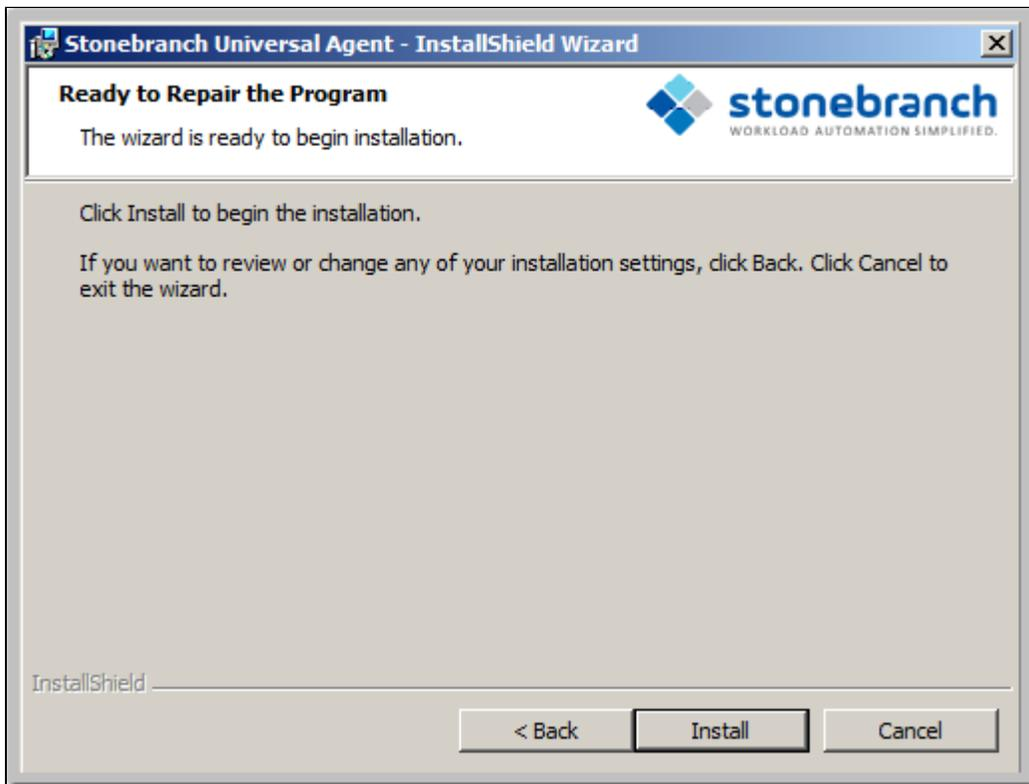 Stonebranch Universal Agent - InstallShield Wizard
Ready to Repair the Program
The wizard is ready to begin installation.
stonebranch
WORKLOAD AUTOMATION SIMPLIFIED.
Click Install to begin the installation.
If you want to review or change any of your installation settings, click Back. Click Cancel to
exit the wizard.
InstallShield
< Back
Install
Cancel